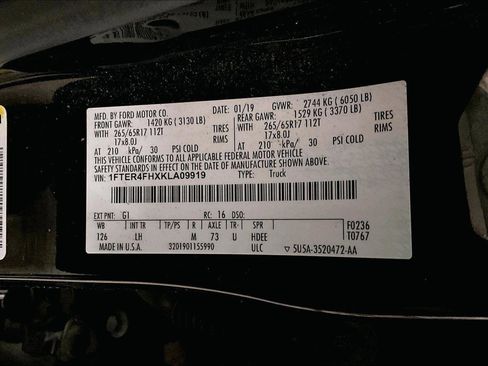 MFD. BY FORD MOTOR CO. DATE: 01/19 GVWR: 2744 KG (6050 LB)
FRONT GAWR: 1420 KG (3130 LB) REAR GAWR: 1529 KG (3370 LB)
WITH 265/65R17 112T TIRES WITH 265/65R17 112T TIRES
17x8.0J RIMS 17x8.0J RIMS
AT 210 kPa/ 30 PSI COLD AT 210 kPa/ 30 PSI COLD
THIS VEHICLE CONFORMS TO ALL APPLICABLE FEDERAL MOTOR VEHICLE
SAFETY STANDARDS IN EFFECT ON THE DATE OF MANUFACTURE SHOWN ABOVE.
VIN: 1FTER4FHXKLA09919 TYPE: Truck
EXT PNT: G1 RC: 16 DSO: F0236
WB INT TR TP/PS R AXLE TR- SPR T0767
126 LH M 73 U HDEE
MADE IN U.S.A. 3201901155990 ULC 5U5A-3520472-AA